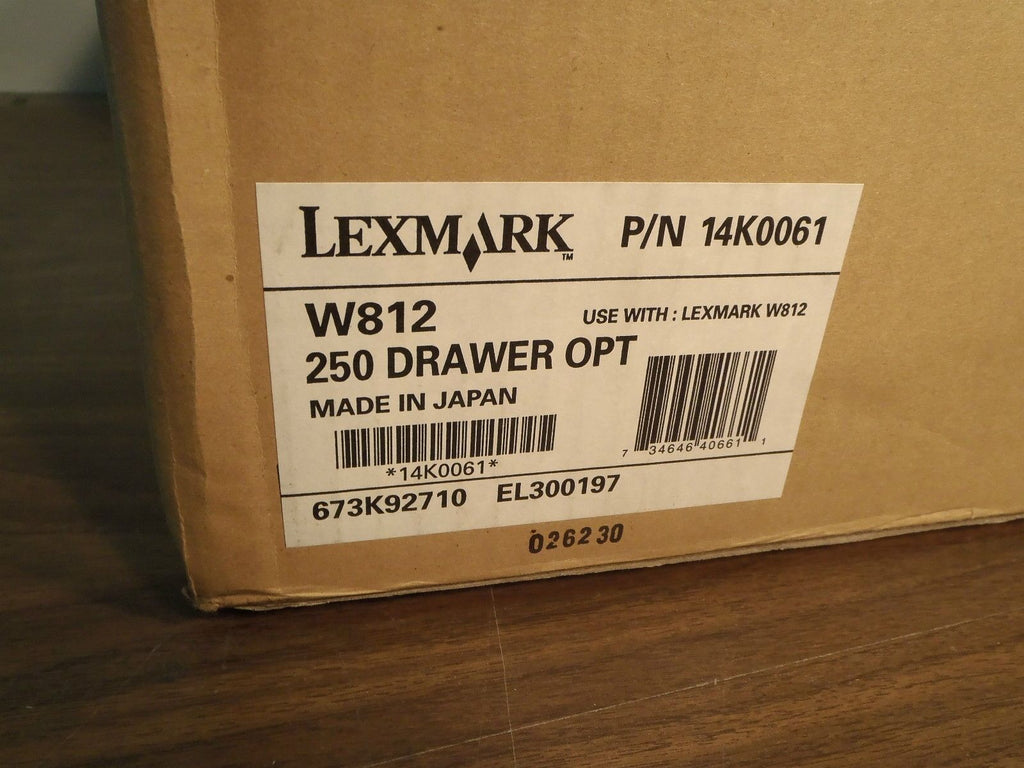 LEXMARK™ P/N 14K0061
W812 USE WITH : LEXMARK W812
250 DRAWER OPT
MADE IN JAPAN
*14K0061*
7 34646 40661 1
673K92710 EL300197
026230